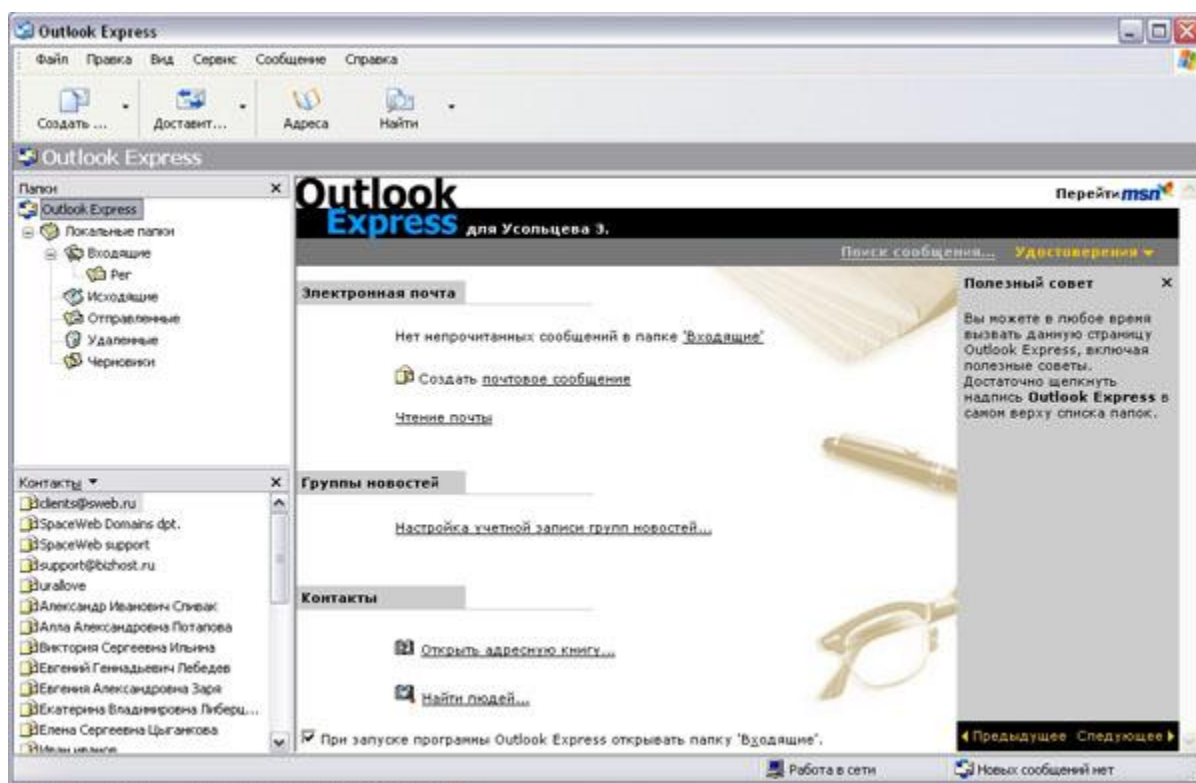 Outlook Express
Файл Правка Вид Сервис Сообщение Справка
Создать ... Доставит... Адреса Найти
Outlook Express
Папки
Outlook Express
Локальные папки
Входящие
Рег
Исходящие
Отправленные
Удаленные
Черновики
Контакты
clients@sweb.ru
SpaceWeb Domains dpt.
SpaceWeb support
support@bizhost.ru
urallove
Александр Иванович Спивак
Алла Александровна Потапова
Виктория Сергеевна Ильина
Евгений Геннадьевич Лебедев
Евгения Александровна Заря
Екатерина Владимировна Либерц...
Елена Сергеевна Цыганкова
Иван иванов
Outlook
Express для Усольцева З.
Перейти msn
Поиск сообщения... Удостоверения
Электронная почта
Нет непрочитанных сообщений в папке 'Входящие'
Создать почтовое сообщение
Чтение почты
Группы новостей
Настройка учетной записи групп новостей...
Контакты
Открыть адресную книгу...
Найти людей...
При запуске программы Outlook Express открывать папку 'Входящие'.
Полезный совет
Вы можете в любое время
вызвать данную страницу
Outlook Express, включая
полезные советы.
Достаточно щелкнуть
надпись Outlook Express в
самом верху списка папок.
Предыдущее Следующее
Работа в сети
Новых сообщений нет